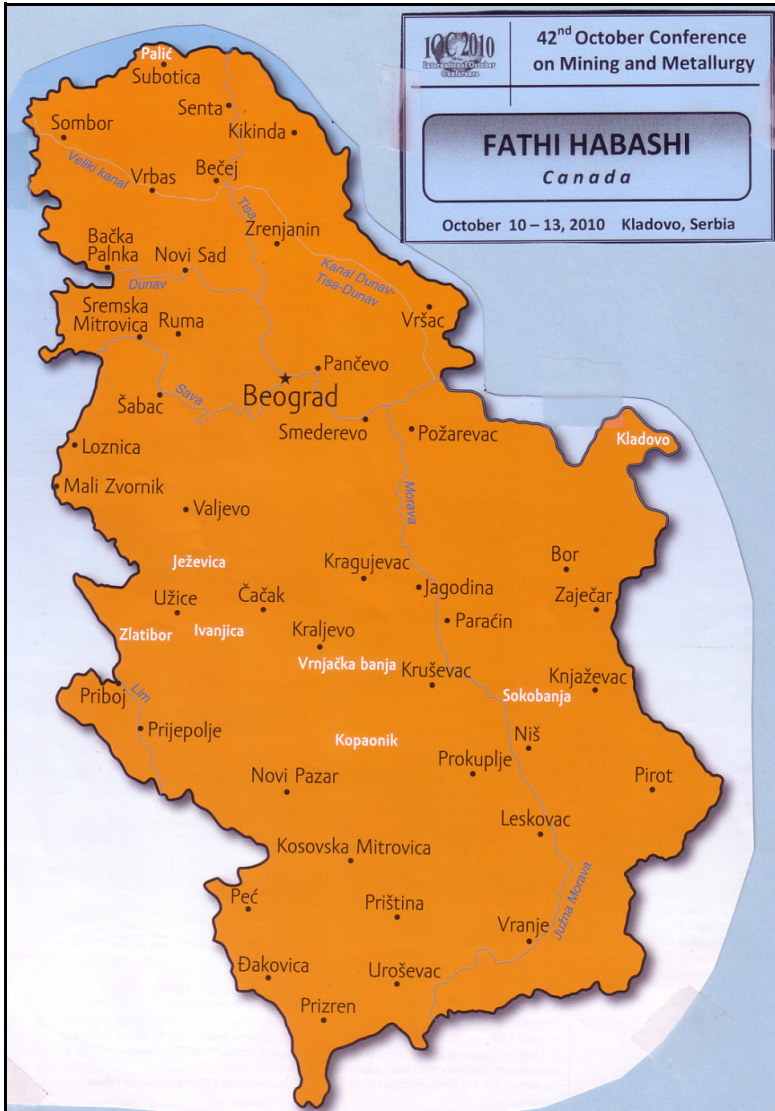 IOC 2010
International October
Conference
42nd October Conference
on Mining and Metallurgy
FATHI HABASHI
Canada
October 10 – 13, 2010 Kladovo, Serbia
Palić
Subotica
Senta
Sombor
Kikinda
Veliki kanal
Vrbas
Bečej
Tisa
Zrenjanin
Bačka
Palnka
Novi Sad
Dunav
Kanal Dunav-
Tisa-Dunav
Sremska
Mitrovica
Ruma
Vršac
Pančevo
Beograd
Šabac
Sava
Smederevo
Požarevac
Kladovo
Loznica
Mali Zvornik
Morava
Valjevo
Ježevica
Bor
Kragujevac
Jagodina
Zaječar
Užice
Čačak
Paraćin
Zlatibor
Ivanjica
Kraljevo
Vrnjačka banja
Kruševac
Knjaževac
Sokobanja
Priboj
Lim
Prijepolje
Kopaonik
Niš
Prokuplje
Novi Pazar
Pirot
Leskovac
Kosovska Mitrovica
Peć
Priština
Vranje
Južna Morava
Đakovica
Uroševac
Prizren